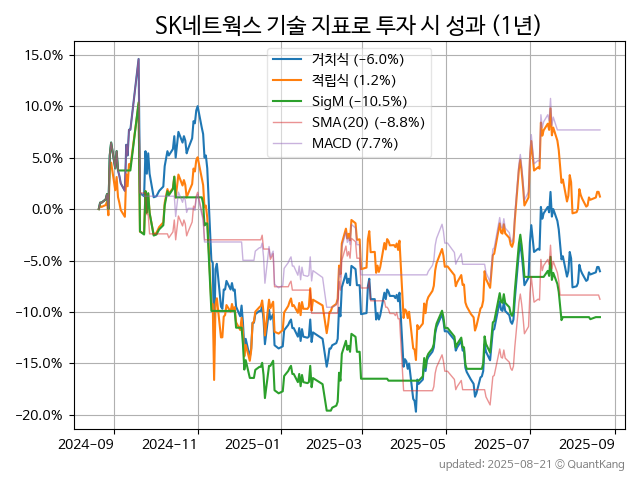 SK네트웍스 기술 지표로 투자 시 성과 (1년)
15.0%
10.0%
5.0%
0.0%
−5.0%
−10.0%
−15.0%
−20.0%
거치식 (−6.0%)
적립식 (1.2%)
SigM (−10.5%)
SMA(20) (−8.8%)
MACD (7.7%)
2024-09 2024-11 2025-01 2025-03 2025-05 2025-07 2025-09
updated: 2025-08-21 © QuantKang